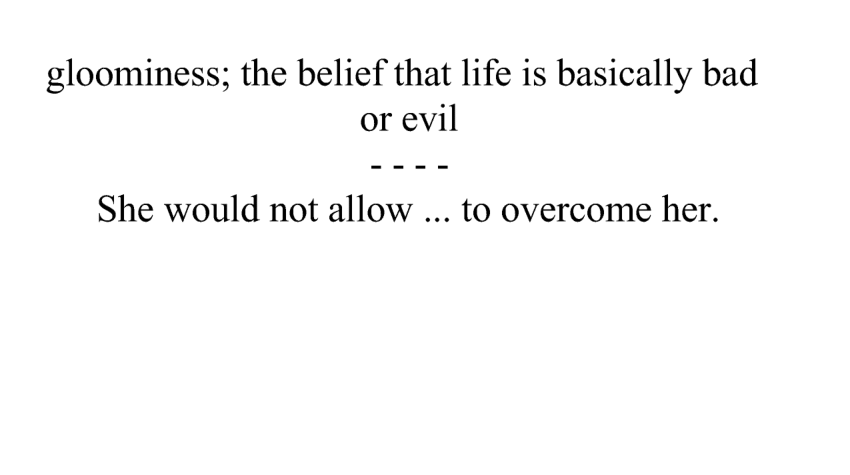 gloominess; the belief that life is basically bad
or evil
- - - -
She would not allow ... to overcome her.